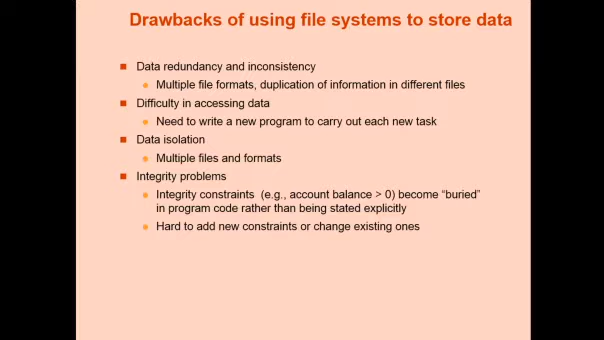 Drawbacks of using file systems to store data
Data redundancy and inconsistency
Multiple file formats, duplication of information in different files
Difficulty in accessing data
Need to write a new program to carry out each new task
Data isolation
Multiple files and formats
Integrity problems
Integrity constraints (e.g., account balance > 0) become “buried”
in program code rather than being stated explicitly
Hard to add new constraints or change existing ones